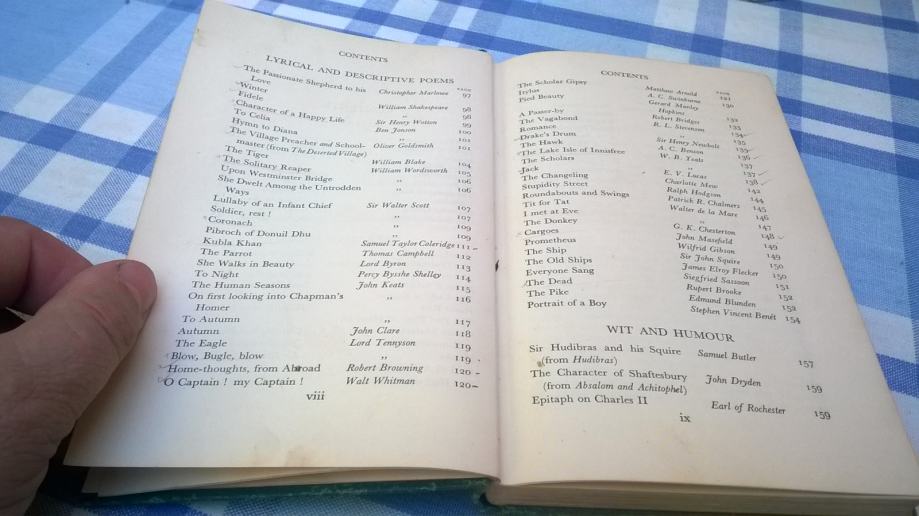 CONTENTS
LYRICAL AND DESCRIPTIVE POEMS
PAGE
The Passionate Shepherd to his
Love Christopher Marlowe 97
Winter William Shakespeare 98
Fidele ,, 98
Character of a Happy Life Sir Henry Wotton 99
To Celia Ben Jonson 100
Hymn to Diana ,, 101
The Village Preacher and School-
master (from The Deserted Village) Oliver Goldsmith 101
The Tiger William Blake 104
The Solitary Reaper William Wordsworth 105
Upon Westminster Bridge ,, 106
She Dwelt Among the Untrodden
Ways ,, 106
Lullaby of an Infant Chief Sir Walter Scott 107
Soldier, rest ! ,, 107
Coronach ,, 109
Pibroch of Donuil Dhu ,, 109
Kubla Khan Samuel Taylor Coleridge 111
The Parrot Thomas Campbell 112
She Walks in Beauty Lord Byron 113
To Night Percy Bysshe Shelley 114
The Human Seasons John Keats 115
On first looking into Chapman's
Homer ,, 116
To Autumn ,, 117
Autumn John Clare 118
The Eagle Lord Tennyson 119
Blow, Bugle, blow ,, 119
Home-thoughts, from Abroad Robert Browning 120
O Captain ! my Captain ! Walt Whitman 120
viii
CONTENTS
PAGE
The Scholar Gipsy Matthew Arnold 121
Itylus A. C. Swinburne 130
Pied Beauty Gerard Manley
Hopkins 132
A Passer-by Robert Bridges 133
The Vagabond R. L. Stevenson 134
Romance ,, 135
Drake's Drum Sir Henry Newbolt 135
The Hawk A. C. Benson 136
The Lake Isle of Innisfree W. B. Yeats 137
The Scholars ,, 137
Jack E. V. Lucas 138
The Changeling Charlotte Mew 142
Stupidity Street Ralph Hodgson 144
Roundabouts and Swings Patrick R. Chalmers 145
Tit for Tat Walter de la Mare 146
I met at Eve ,, 147
The Donkey G. K. Chesterton 148
Cargoes John Masefield 149
Prometheus Wilfrid Gibson 149
The Ship Sir John Squire 150
The Old Ships James Elroy Flecker 150
Everyone Sang Siegfried Sassoon 151
The Dead Rupert Brooke 152
The Pike Edmund Blunden 152
Portrait of a Boy Stephen Vincent Benét 154
WIT AND HUMOUR
Sir Hudibras and his Squire
(from Hudibras) Samuel Butler 157
The Character of Shaftesbury
(from Absalom and Achitophel) John Dryden 159
Epitaph on Charles II Earl of Rochester 159
ix